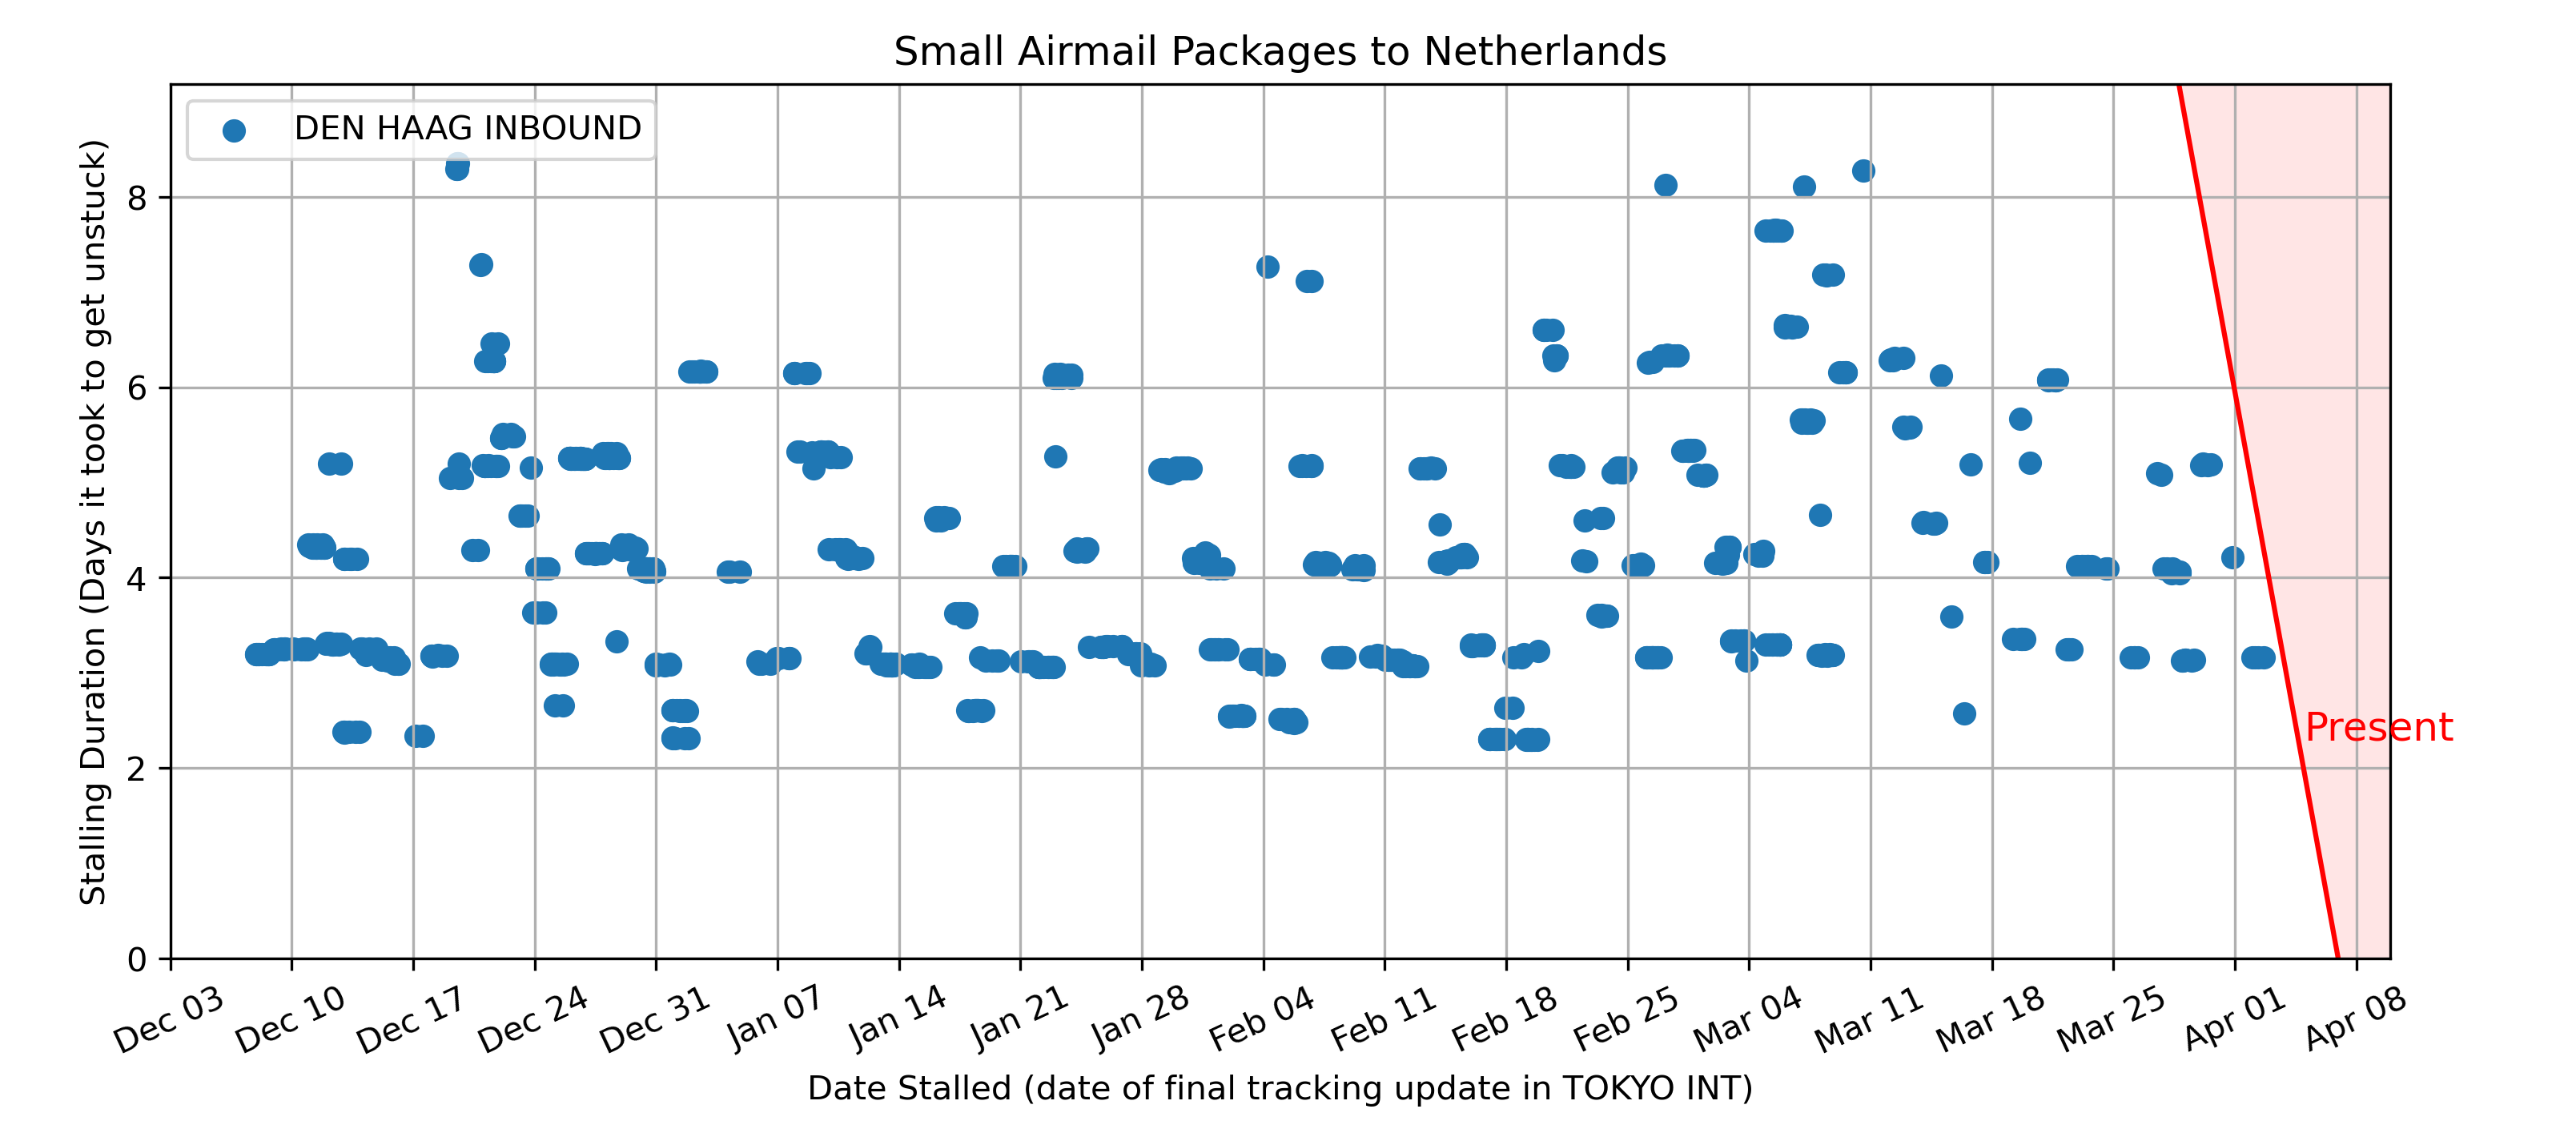 Small Airmail Packages to Netherlands
DEN HAAG INBOUND
Stalling Duration (Days it took to get unstuck)
8
6
4
2
0
Present
Dec 03
Dec 10
Dec 17
Dec 24
Dec 31
Jan 07
Jan 14
Jan 21
Jan 28
Feb 04
Feb 11
Feb 18
Feb 25
Mar 04
Mar 11
Mar 18
Mar 25
Apr 01
Apr 08
Date Stalled (date of final tracking update in TOKYO INT)